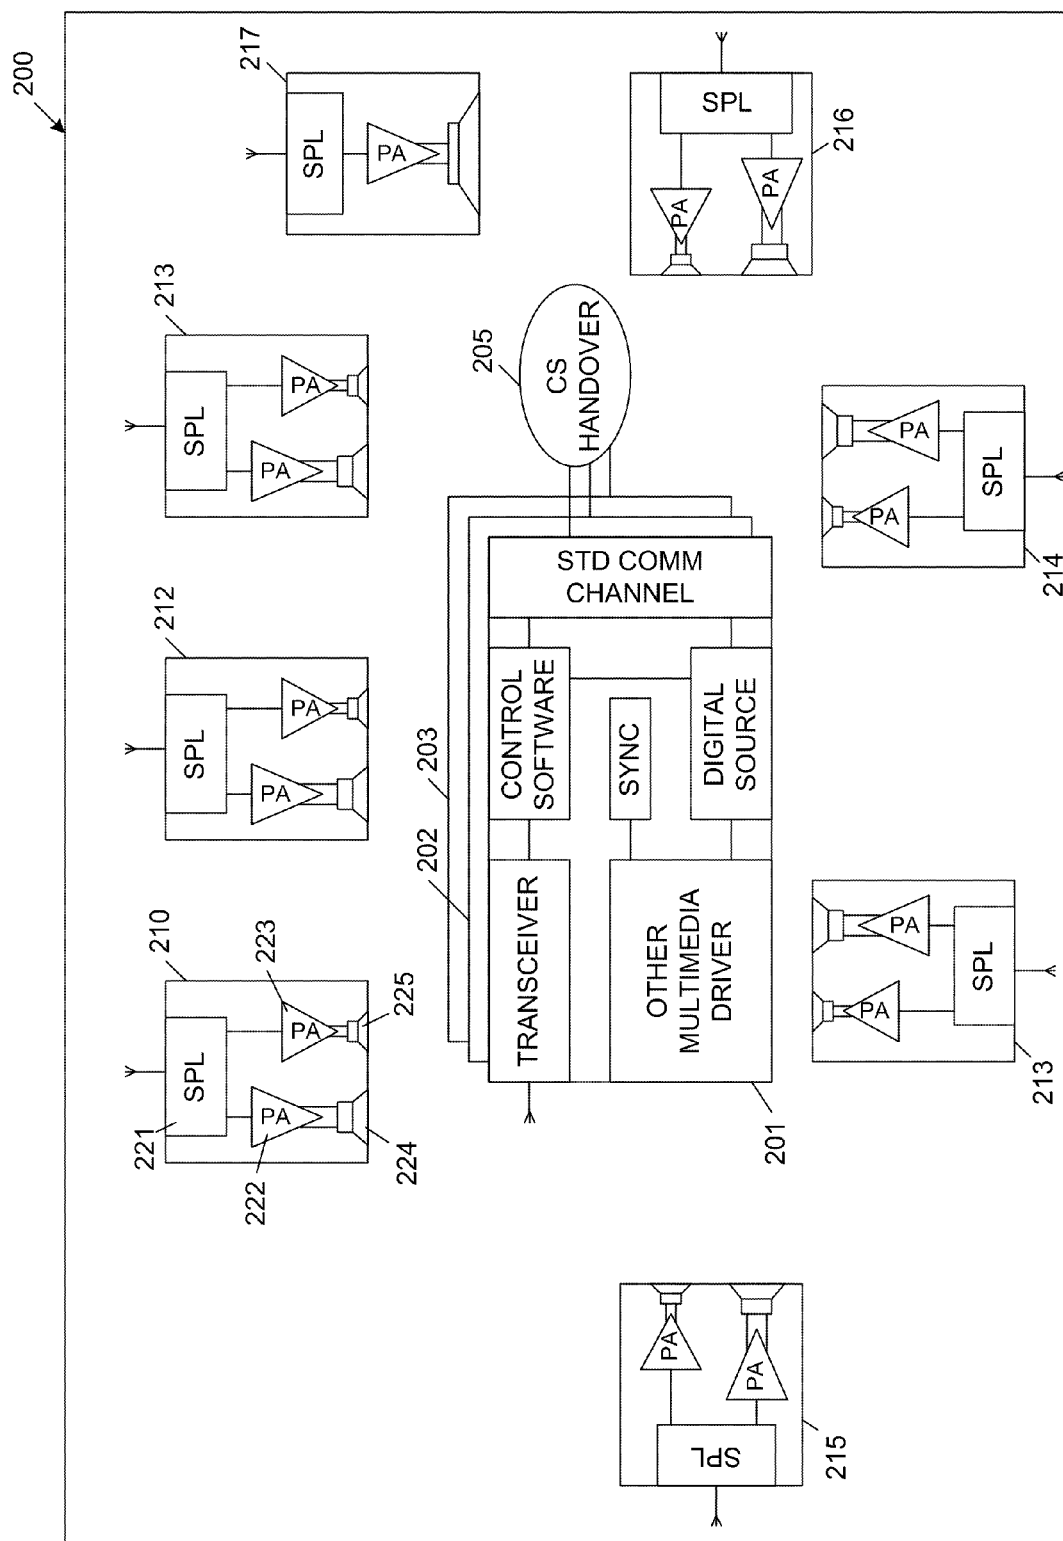 200
210
SPL
221
PA
222
PA
223
224
225
212
SPL
PA
PA
213
SPL
PA
PA
217
SPL
PA
202
203
205
TRANSCEIVER
CONTROL
SOFTWARE
STD COMM
CHANNEL
CS
HANDOVER
OTHER
MULTIMEDIA
DRIVER
SYNC
DIGITAL
SOURCE
201
SPL
PA
PA
215
PA
PA
SPL
216
PA
PA
SPL
213
PA
PA
SPL
214